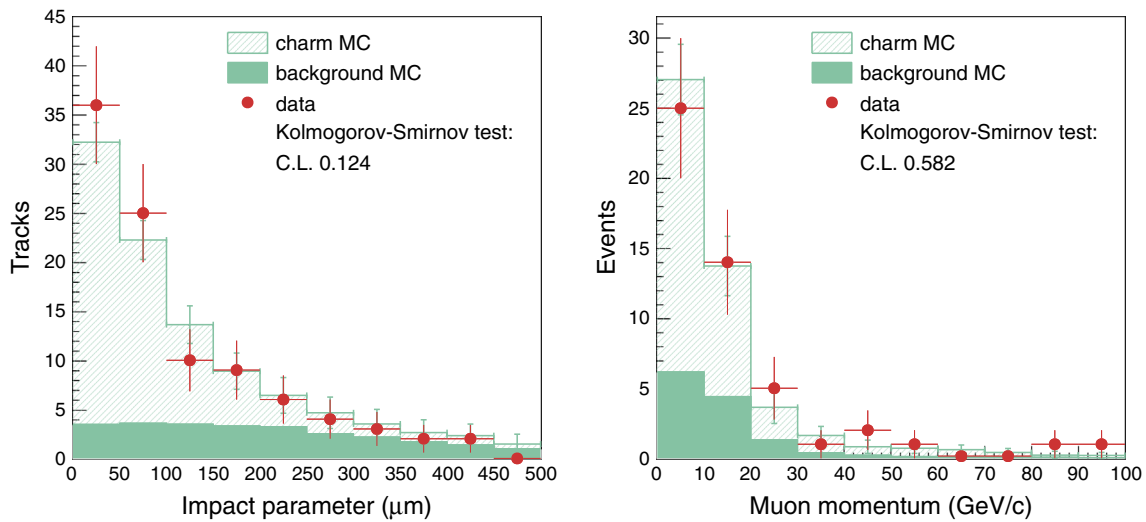 45
40
35
30
25
20
15
10
5
0
Tracks
charm MC
background MC
data
Kolmogorov-Smirnov test:
C.L. 0.124
0 50 100 150 200 250 300 350 400 450 500
Impact parameter (μm)
30
25
20
15
10
5
0
Events
charm MC
background MC
data
Kolmogorov-Smirnov test:
C.L. 0.582
0 10 20 30 40 50 60 70 80 90 100
Muon momentum (GeV/c)